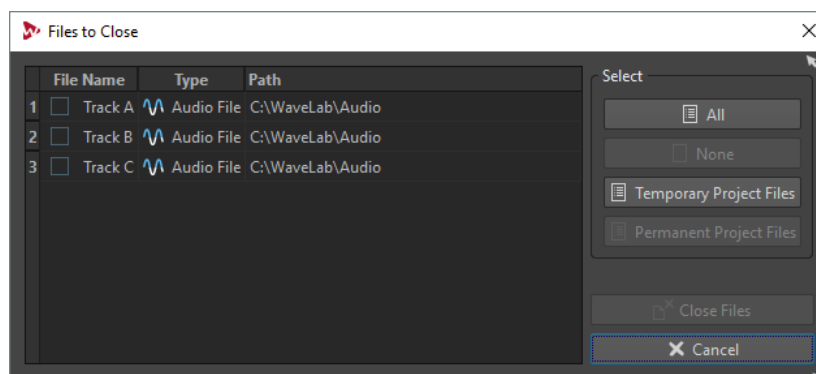 Files to Close
File Name Type Path
1 Track A Audio File C:\WaveLab\Audio
2 Track B Audio File C:\WaveLab\Audio
3 Track C Audio File C:\WaveLab\Audio
Select
All
None
Temporary Project Files
Permanent Project Files
Close Files
Cancel